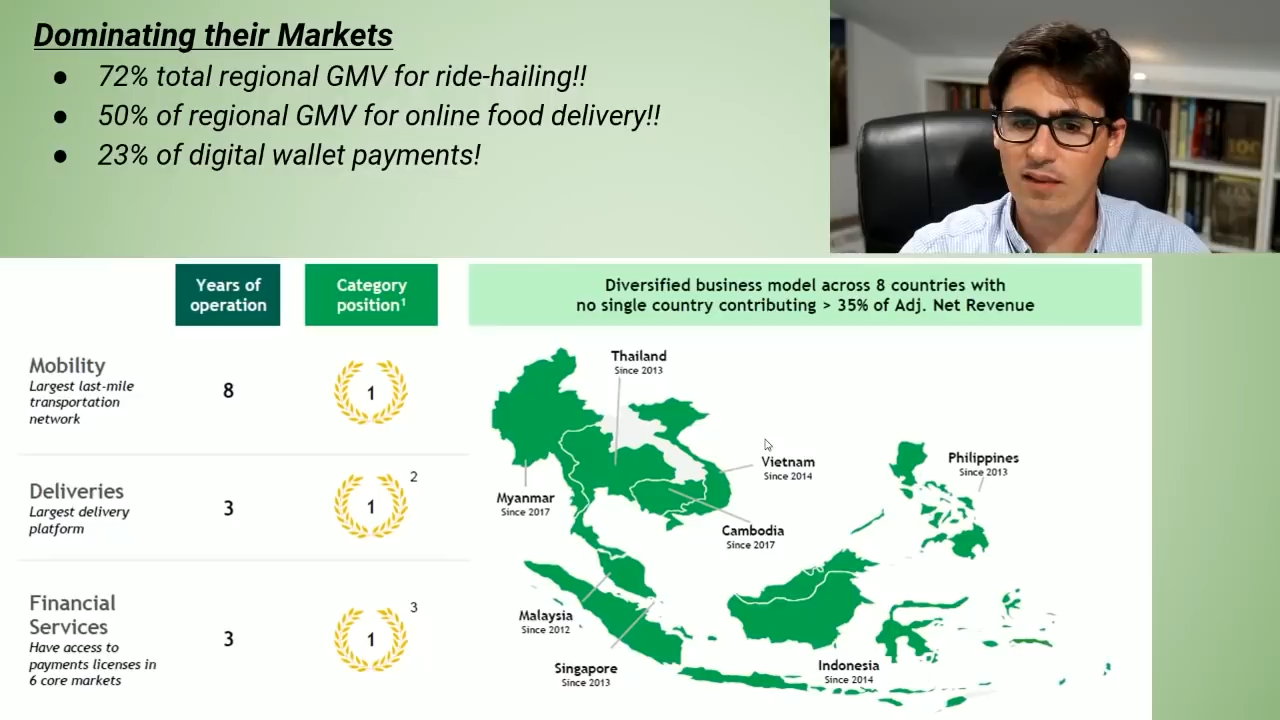 Dominating their Markets
● 72% total regional GMV for ride-hailing!!
● 50% of regional GMV for online food delivery!!
● 23% of digital wallet payments!
Years of
operation
Category
position¹
Diversified business model across 8 countries with
no single country contributing > 35% of Adj. Net Revenue
Mobility
Largest last-mile
transportation
network
8
1
Deliveries
Largest delivery
platform
3
1
2
Financial
Services
Have access to
payments licenses in
6 core markets
3
1
3
Thailand
Since 2013
Vietnam
Since 2014
Philippines
Since 2013
Myanmar
Since 2017
Cambodia
Since 2017
Malaysia
Since 2012
Singapore
Since 2013
Indonesia
Since 2014